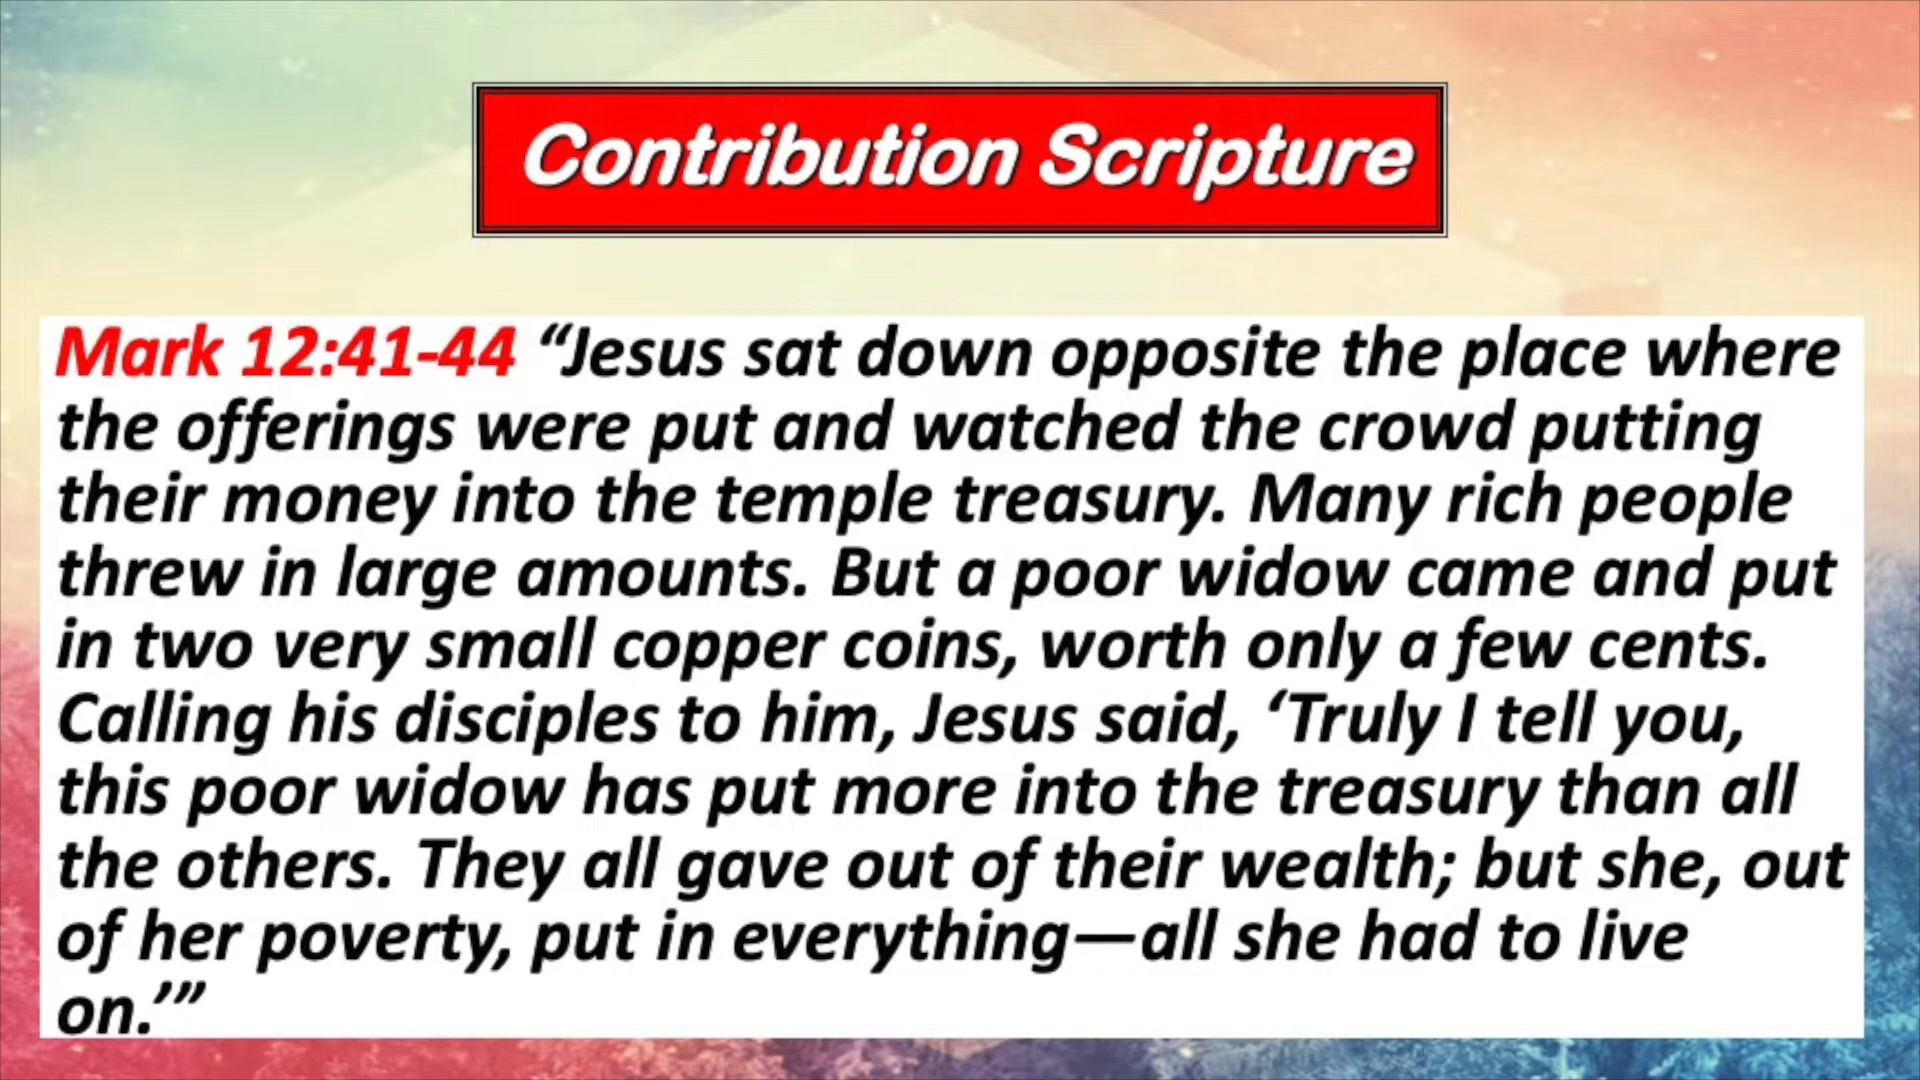 Contribution Scripture
Mark 12:41-44 “Jesus sat down opposite the place where
the offerings were put and watched the crowd putting
their money into the temple treasury. Many rich people
threw in large amounts. But a poor widow came and put
in two very small copper coins, worth only a few cents.
Calling his disciples to him, Jesus said, ‘Truly I tell you,
this poor widow has put more into the treasury than all
the others. They all gave out of their wealth; but she, out
of her poverty, put in everything—all she had to live
on.’”